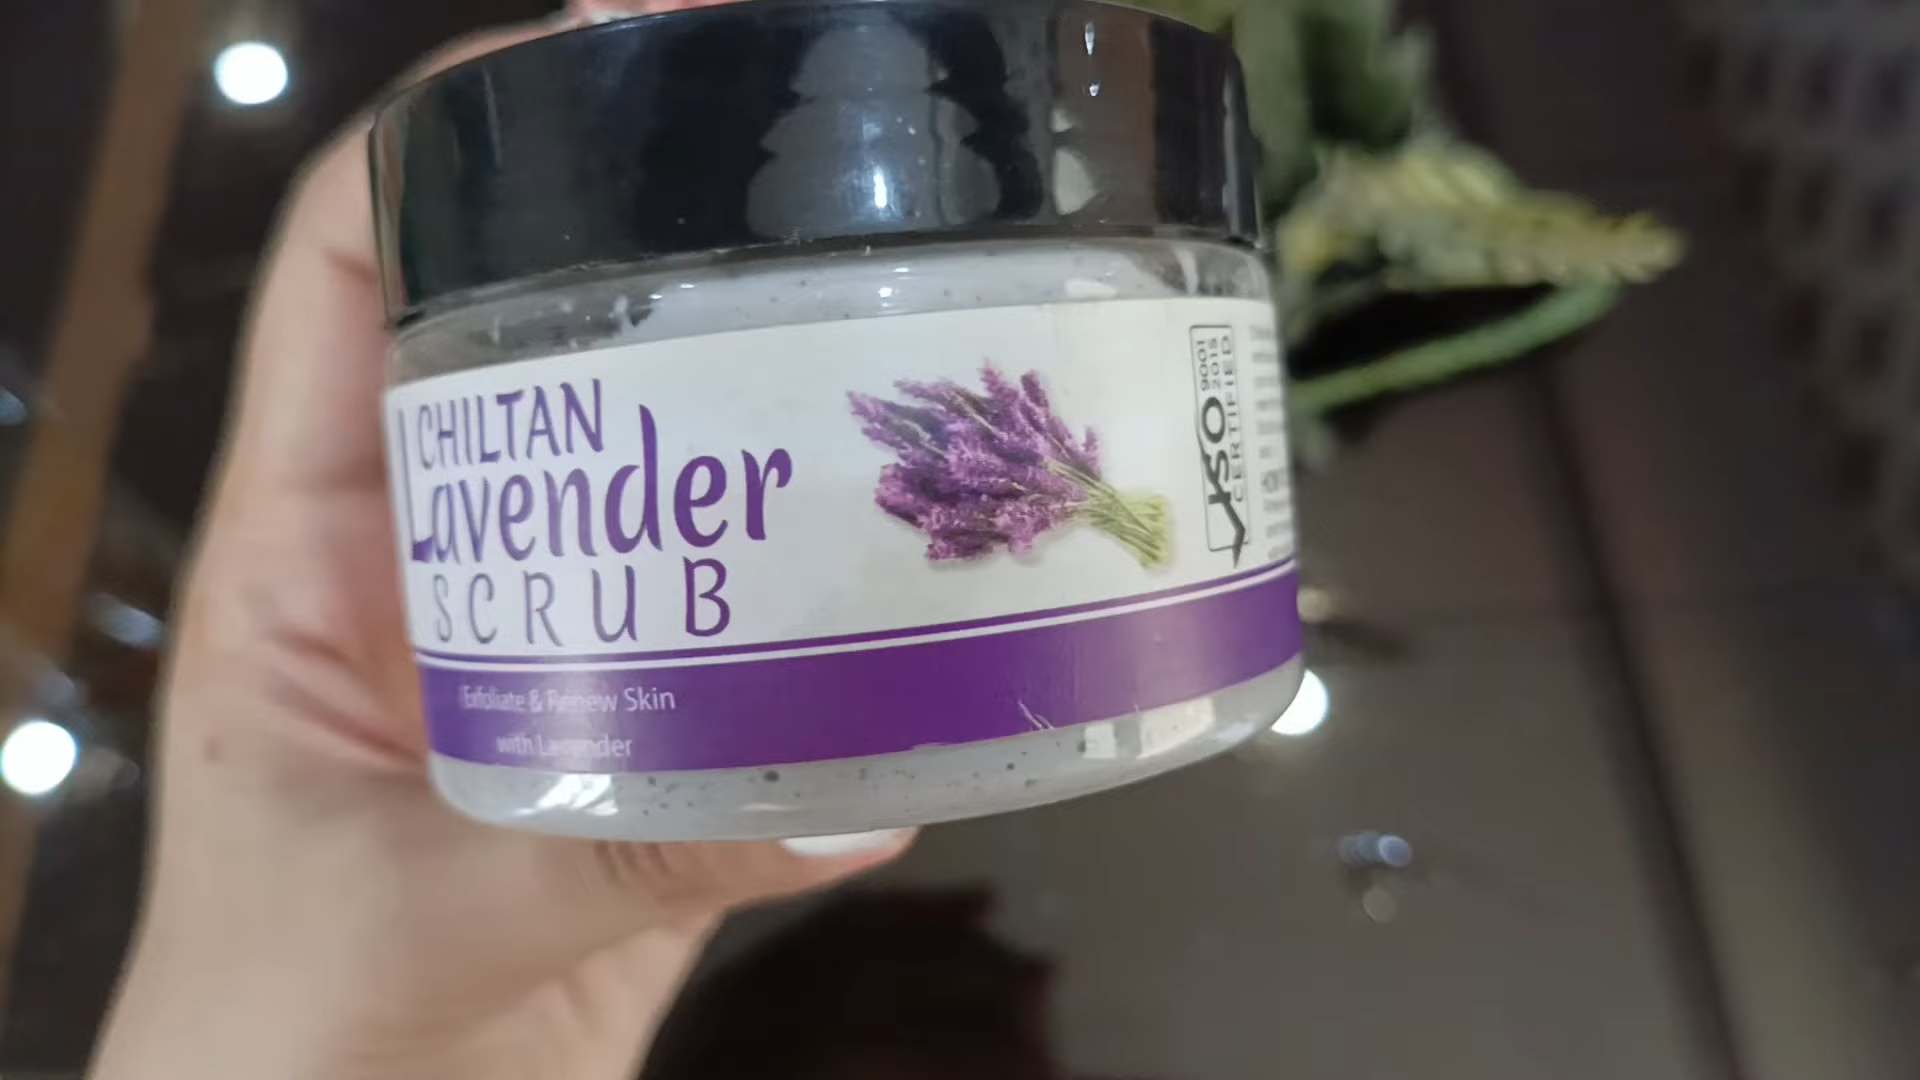 CHILTAN
Lavender
SCRUB
Exfoliate & Renew Skin
with Lavender
ISO 9001
2015
CERTIFIED